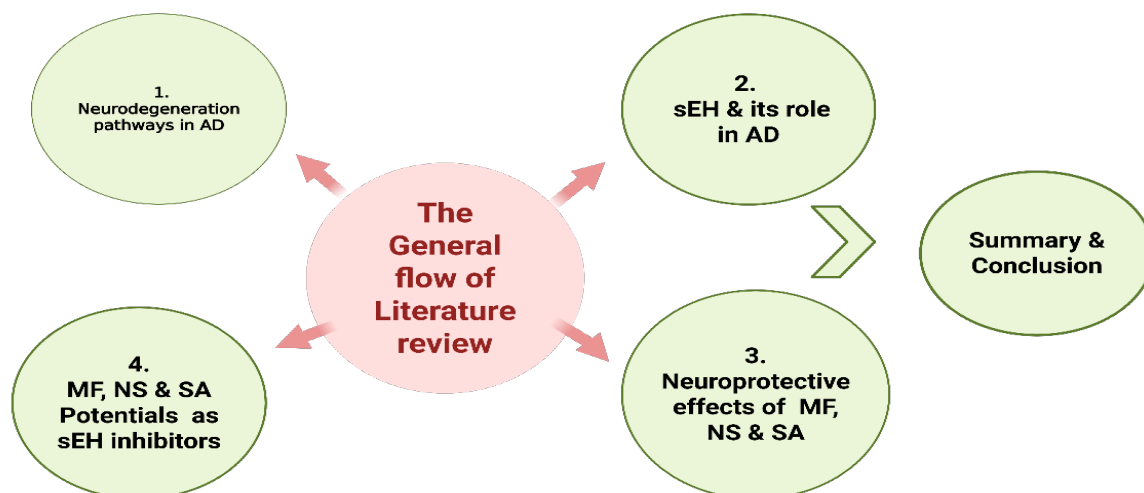 1.
Neurodegeneration
pathways in AD
2.
sEH & its role
in AD
The
General
flow of
Literature
review
Summary &
Conclusion
4.
MF, NS & SA
Potentials as
sEH inhibitors
3.
Neuroprotective
effects of MF,
NS & SA